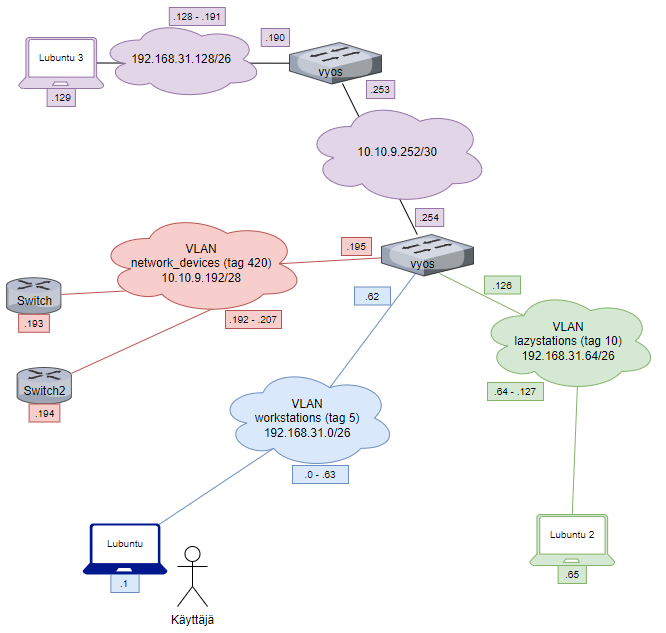 .128 - .191
.190
Lubuntu 3
192.168.31.128/26
vyos
.129
.253
10.10.9.252/30
.254
.195
VLAN
network_devices (tag 420)
10.10.9.192/28
vyos
.126
.62
Switch
.193
.192 - .207
VLAN
lazystations (tag 10)
192.168.31.64/26
Switch2
.194
.64 - .127
VLAN
workstations (tag 5)
192.168.31.0/26
.0 - .63
Lubuntu
.1
Käyttäjä
Lubuntu 2
.65